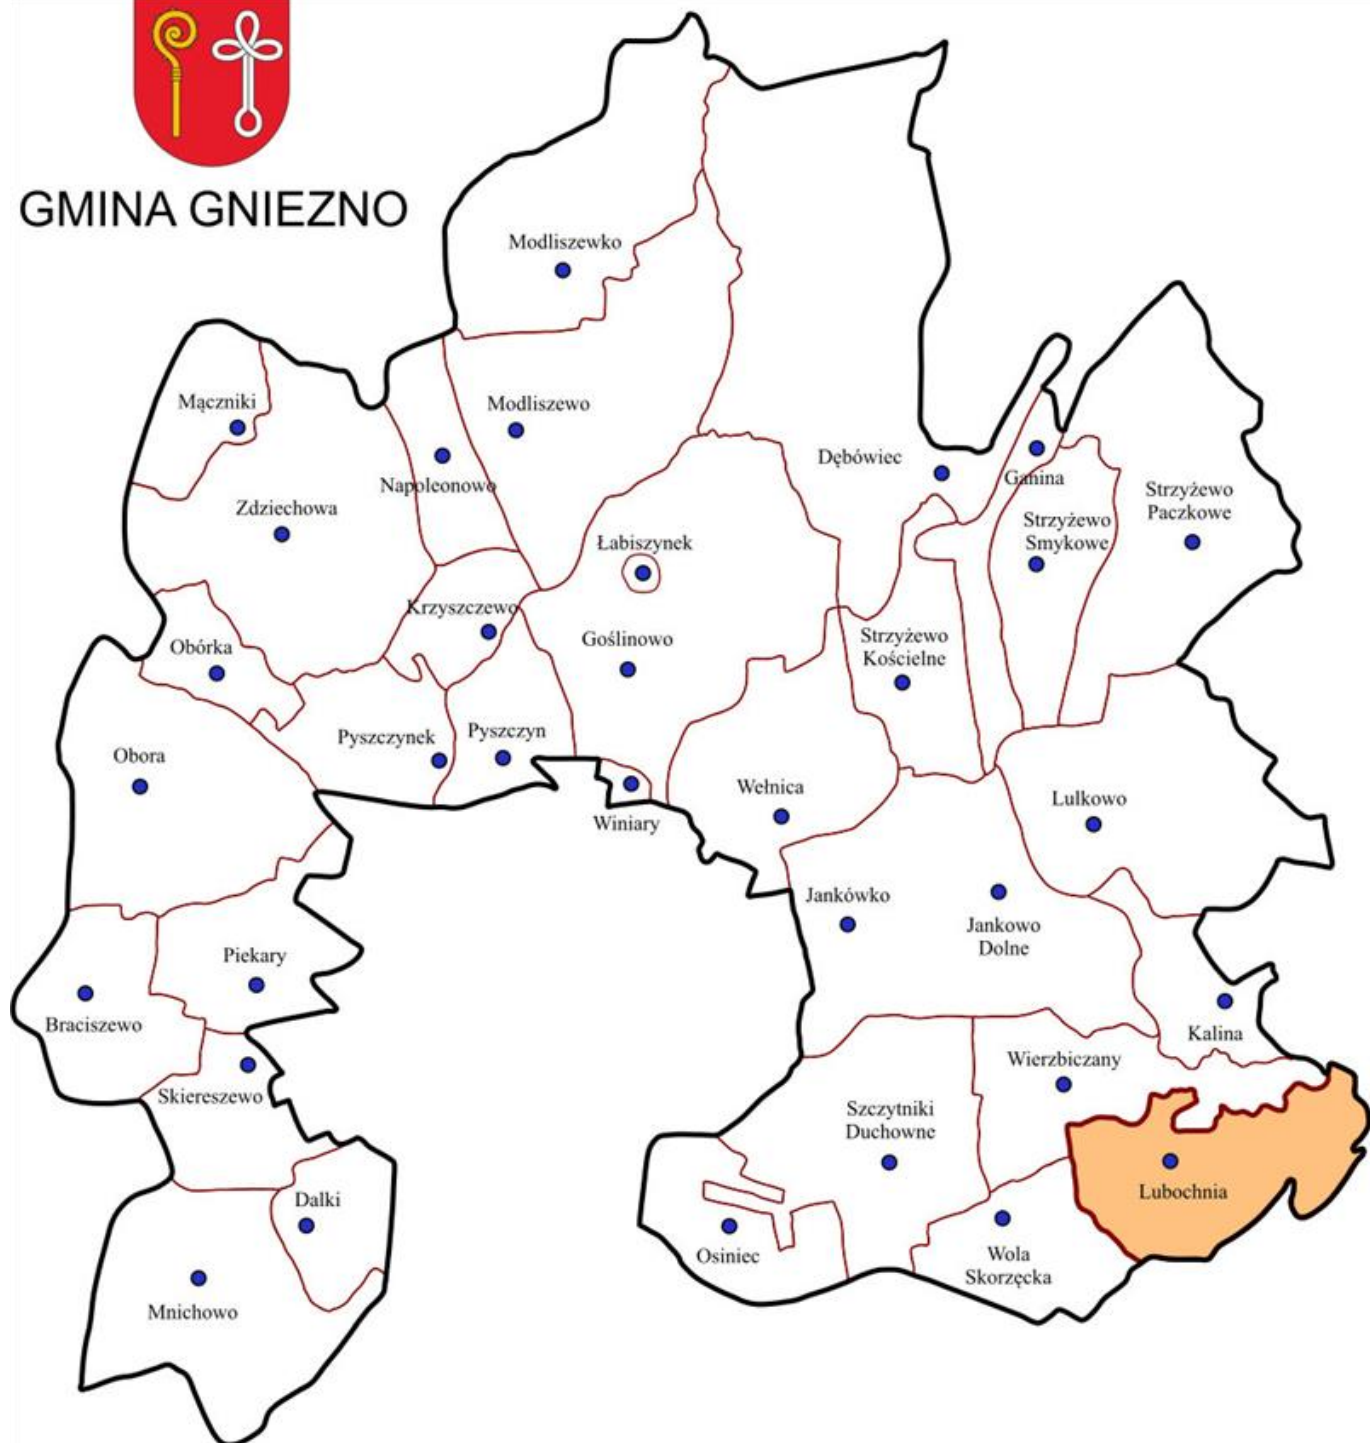 GMINA GNIEZNO
Modliszewko
Mączniki
Modliszewo
Dębówiec
Napoleonowo
Ganina
Strzyżewo
Paczkowe
Zdziechowa
Strzyżewo
Smykowe
Łabiszynek
Krzyszczewo
Obórka
Goślinowo
Strzyżewo
Kościelne
Pyszczynek
Pyszczyn
Obora
Wełnica
Lulkowo
Winiary
Jankówko
Jankowo
Dolne
Piekary
Braciszewo
Kalina
Wierzbiczany
Skiereszewo
Szczytniki
Duchowne
Lubochnia
Dalki
Osiniec
Wola
Skorzęcka
Mnichowo